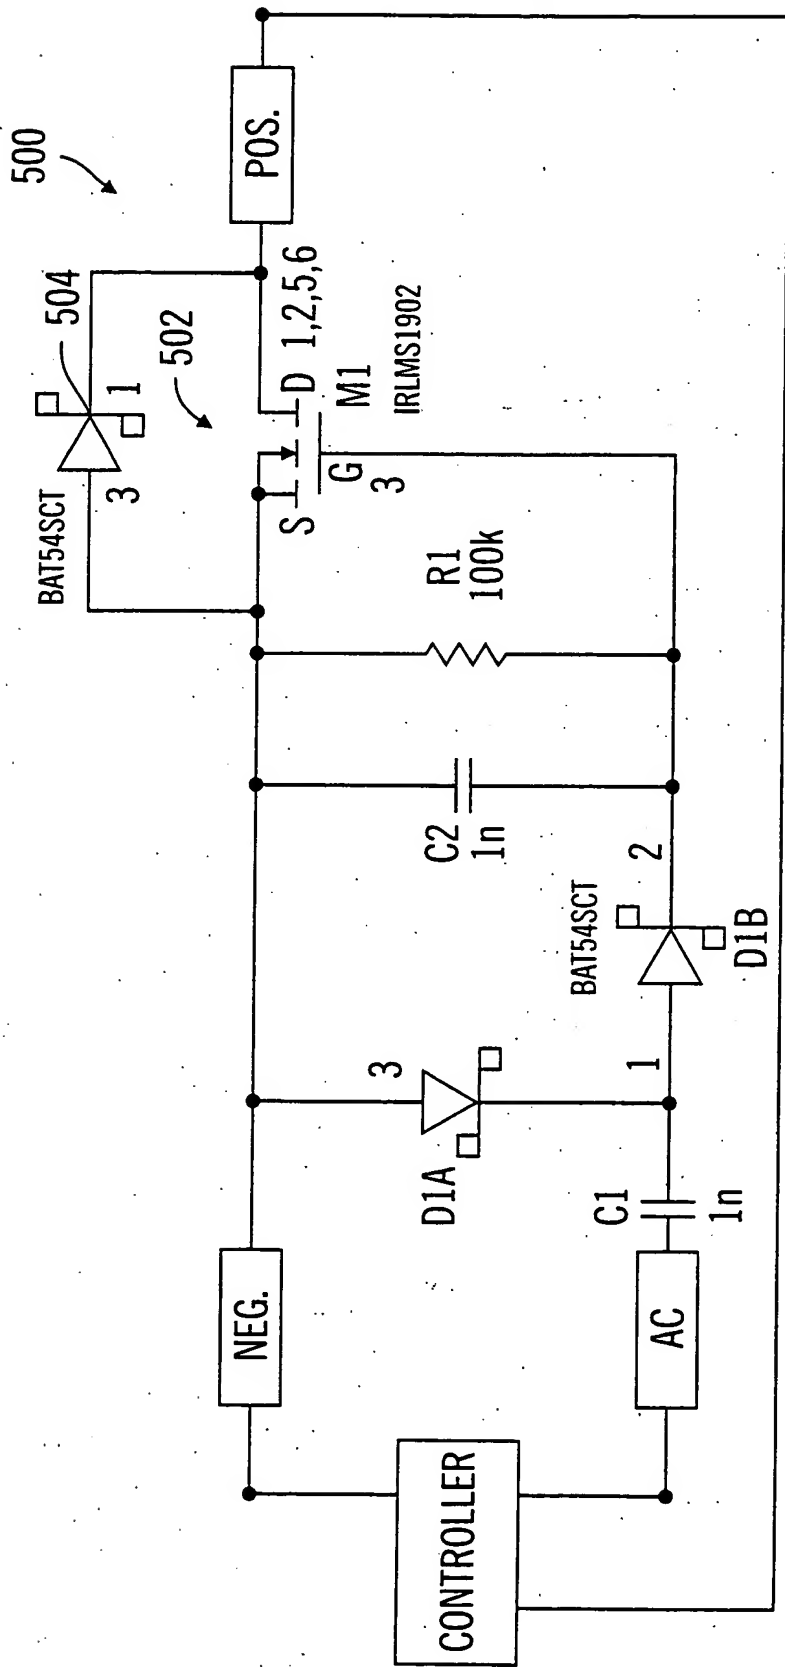 500
504
BAT54SCT
3
1
502
POS.
S
D 1,2,5,6
G
3
M1
IRLMS1902
R1
100k
C2
1n
BAT54SCT
2
D1B
1
3
D1A
C1
1n
NEG.
AC
CONTROLLER